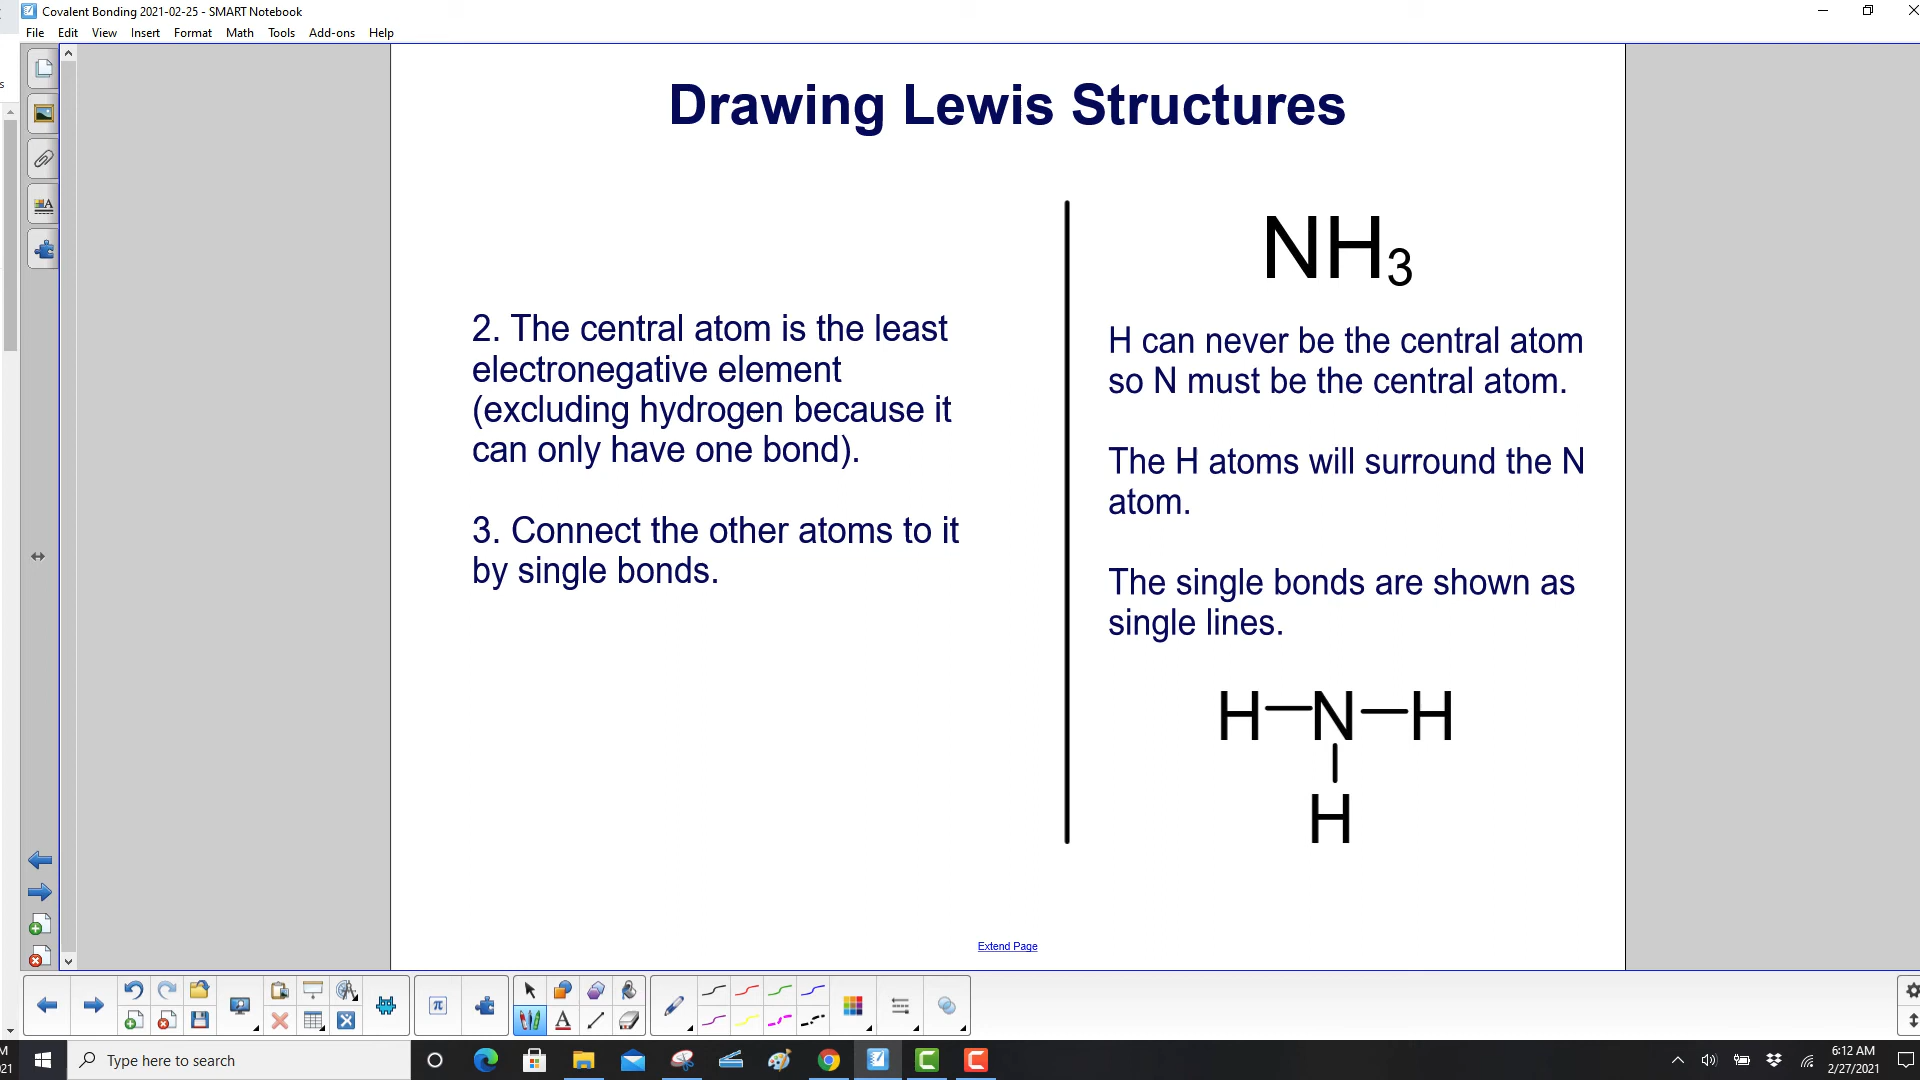 Covalent Bonding 2021-02-25 - SMART Notebook
File Edit View Insert Format Math Tools Add-ons Help
Drawing Lewis Structures
2. The central atom is the least
electronegative element
(excluding hydrogen because it
can only have one bond).
3. Connect the other atoms to it
by single bonds.
NH₃
H can never be the central atom
so N must be the central atom.
The H atoms will surround the N
atom.
The single bonds are shown as
single lines.
H—N—H
|
H
Extend Page
Type here to search
6:12 AM
2/27/2021